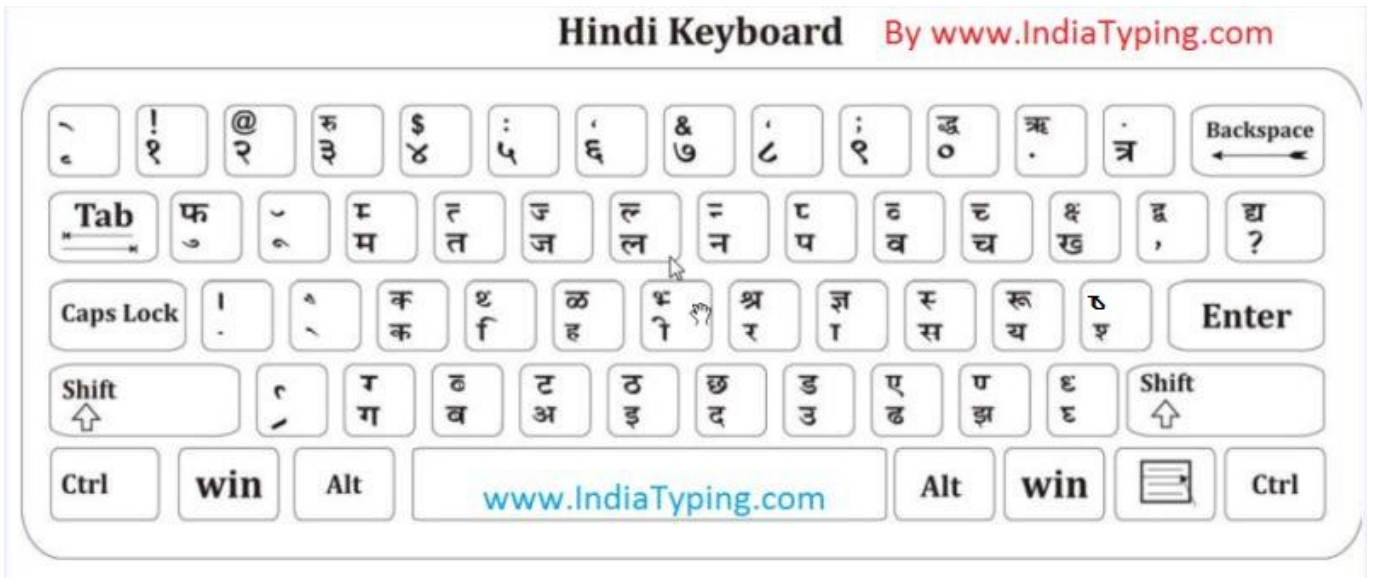 Hindi Keyboard By www.IndiaTyping.com
! @ रु $ : ‘ & ‘ ; द्ध ऋ . Backspace
१ २ ३ ४ ५ ६ ७ ८ ९ ० . त्र
Tab फ म् त् ज् ल् न् प् व् च् क्ष् द्व द्य
ु ू म त ज ल न प व च ख , ?
Caps Lock । ै क् थ् ळ भ् श्र ज्ञ स् रू Enter
- े क ि ह ी र ा स य श्
Shift ग् ब् ट ठ छ ड ए ण् Shift
ग ब अ इ द उ ढ झ
Ctrl win Alt www.IndiaTyping.com Alt win Ctrl